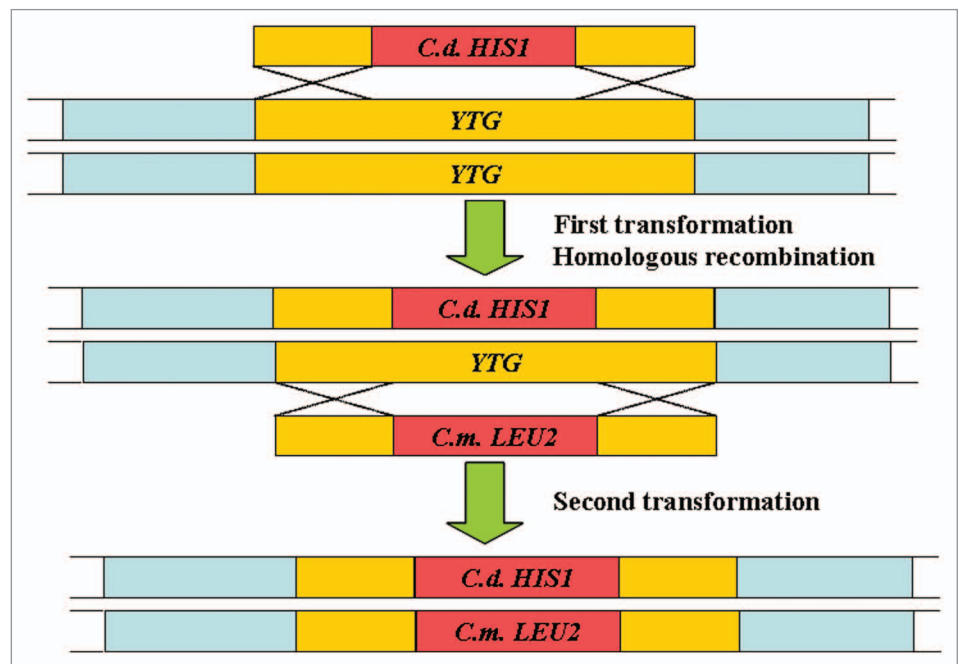 C.d. HIS1
YTG
YTG
First transformation
Homologous recombination
C.d. HIS1
YTG
C.m. LEU2
Second transformation
C.d. HIS1
C.m. LEU2